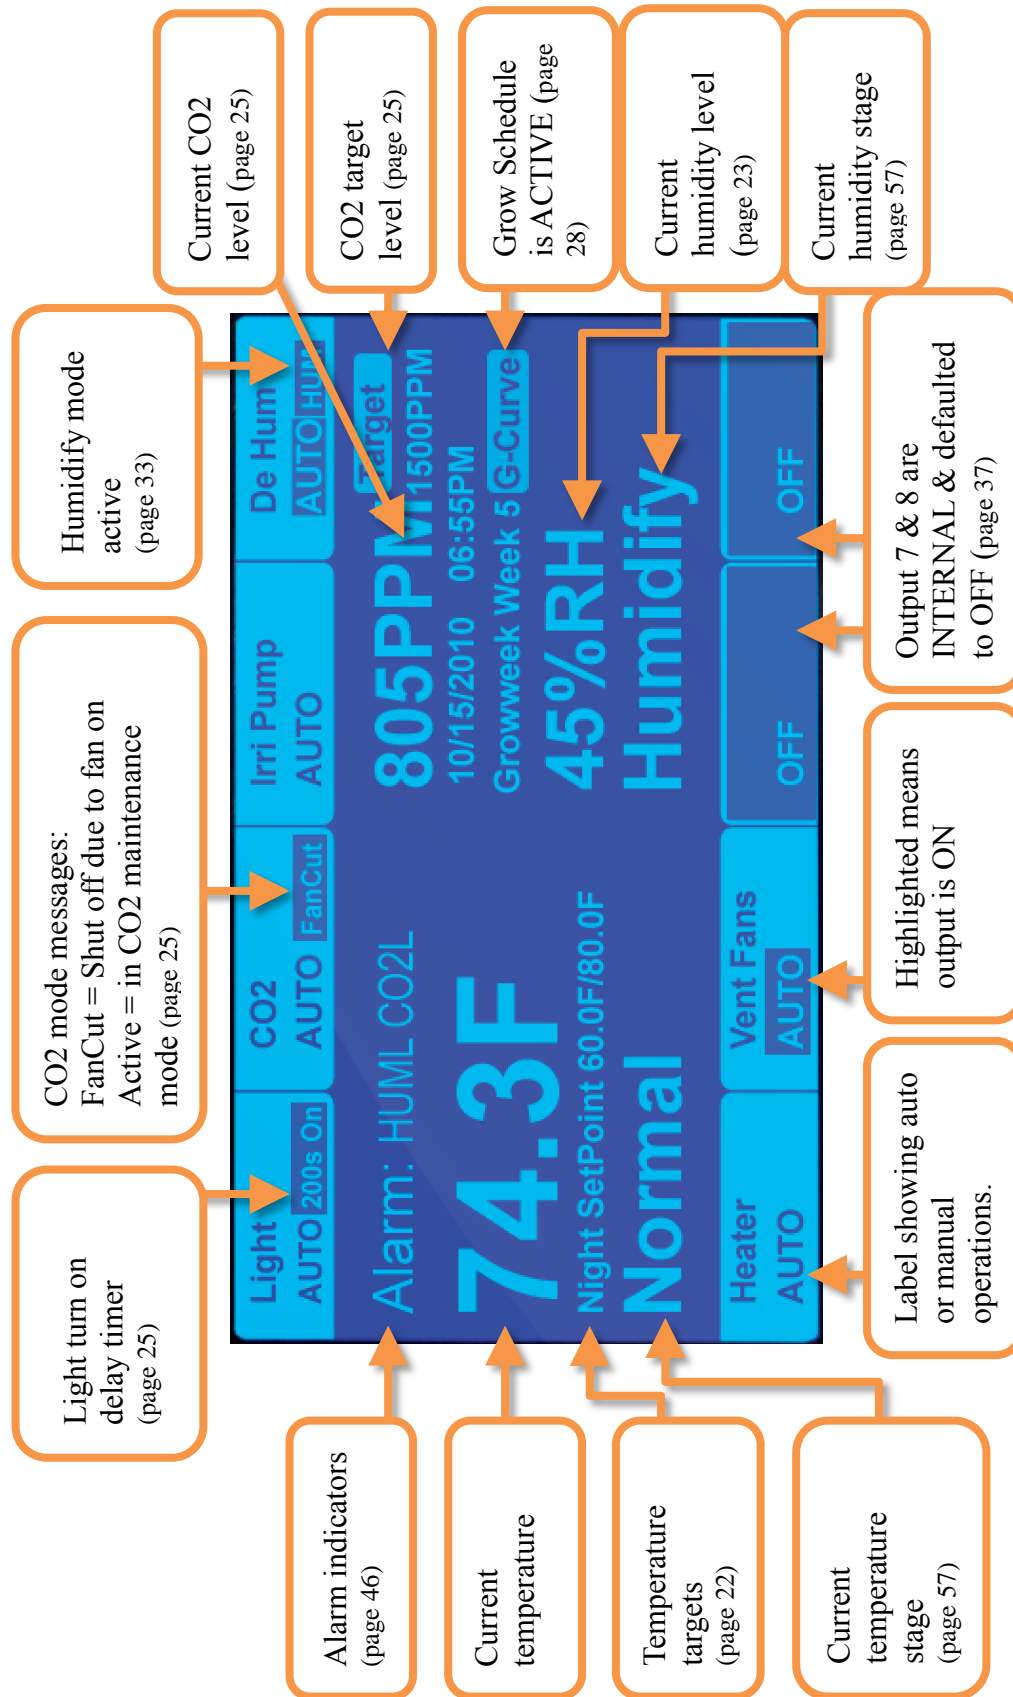 Light turn on
delay timer
(page 25)
CO2 mode messages:
FanCut = Shut off due to fan on
Active = in CO2 maintenance
mode (page 25)
Humidify mode
active
(page 33)
Current CO2
level (page 25)
CO2 target
level (page 25)
Grow Schedule
is ACTIVE (page
28)
Current
humidity level
(page 23)
Current
humidity stage
(page 57)
Alarm indicators
(page 46)
Current
temperature
Temperature
targets
(page 22)
Current
temperature
stage
(page 57)
Light
AUTO 200s On
CO2
AUTO FanCut
Irri Pump
AUTO
De Hum
AUTO HUM
Alarm: HUML CO2L
74.3F
Night SetPoint 60.0F/80.0F
Normal
Target
805PPM 1500PPM
10/15/2010 06:55PM
Growweek Week 5 G-Curve
45%RH
Humidify
Heater
AUTO
Vent Fans
AUTO
OFF
OFF
Label showing auto
or manual
operations.
Highlighted means
output is ON
Output 7 & 8 are
INTERNAL & defaulted
to OFF (page 37)